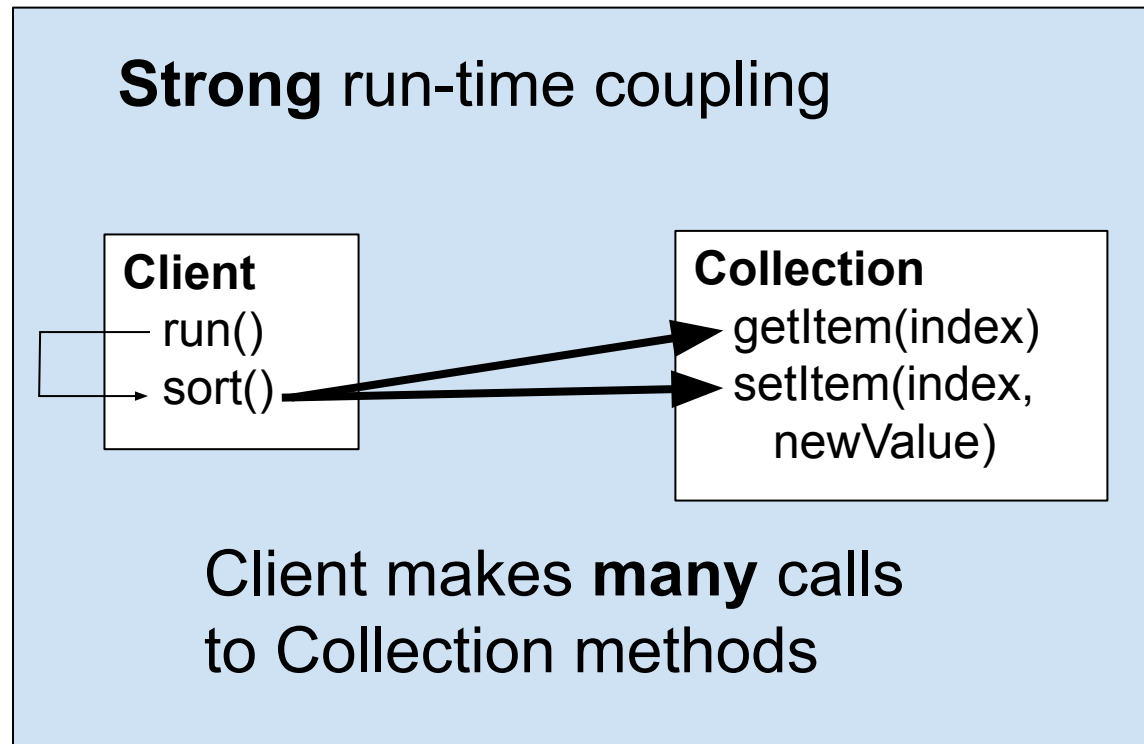 Strong run-time coupling
Client
run()
sort()
Collection
getItem(index)
setItem(index,
newValue)
Client makes many calls
to Collection methods